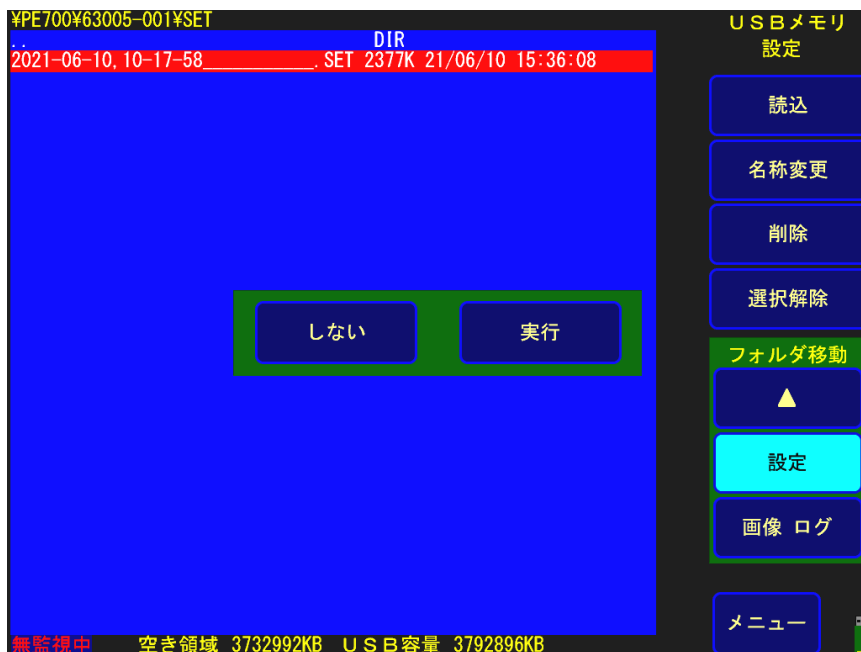 ¥PE700¥63005-001¥SET
.. DIR
2021-06-10,10-17-58___________.SET 2377K 21/06/10 15:36:08
しない 実行
無監視中 空き領域 3732992KB USB容量 3792896KB
USBメモリ
設定
読込
名称変更
削除
選択解除
フォルダ移動
▲
設定
画像 ログ
メニュー